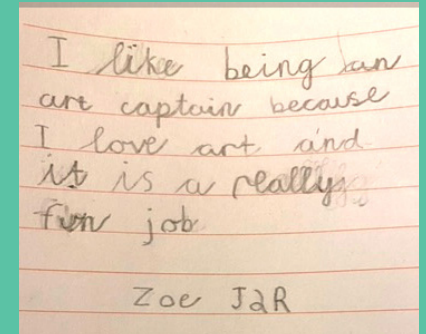 I like being an
art captain because
I love art and
it is a really
fun job
Zoe J2R